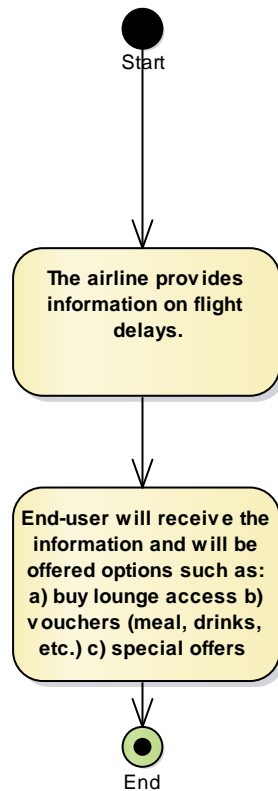 Start
The airline provides
information on flight
delays.
End-user will receive the
information and will be
offered options such as:
a) buy lounge access b)
vouchers (meal, drinks,
etc.) c) special offers
End